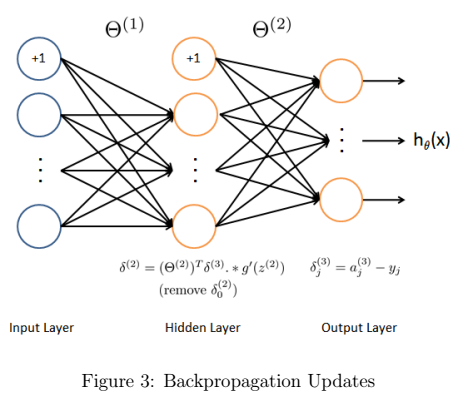 Θ^(1) Θ^(2)
+1 +1
h_θ(x)
δ^(2) = (Θ^(2))^T δ^(3). * g′(z^(2)) δ_j^(3) = a_j^(3) − y_j
(remove δ_0^(2))
Input Layer Hidden Layer Output Layer
Figure 3: Backpropagation Updates